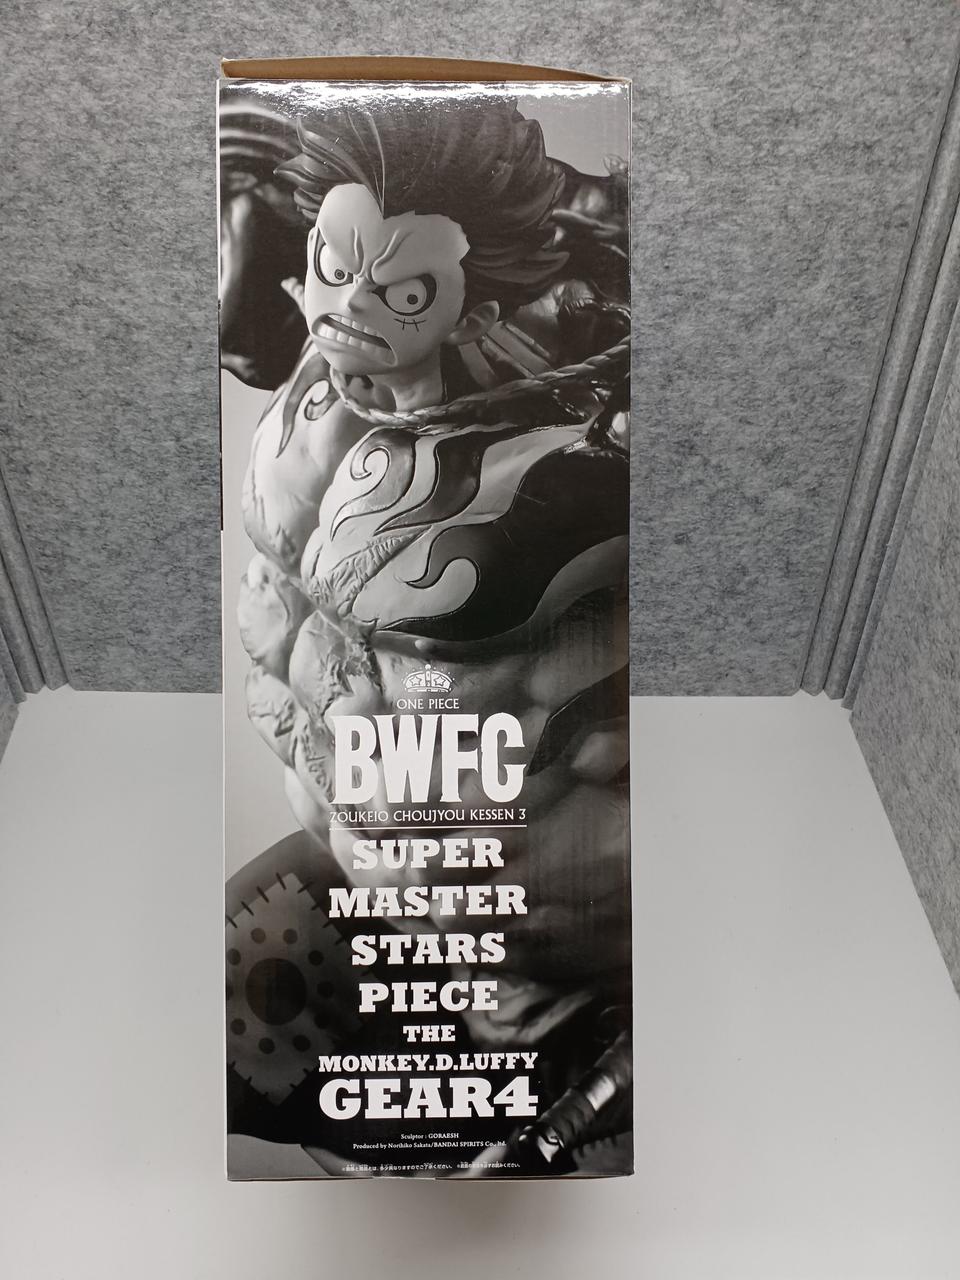 ONE PIECE
BWFC
ZOUKEIO CHOUJYOU KESSEN 3
SUPER
MASTER
STARS
PIECE
THE
MONKEY.D.LUFFY
GEAR4
Sculptor : GORAESH
Produced by Norihiko Sakata/BANDAI SPIRITS Co., ltd.